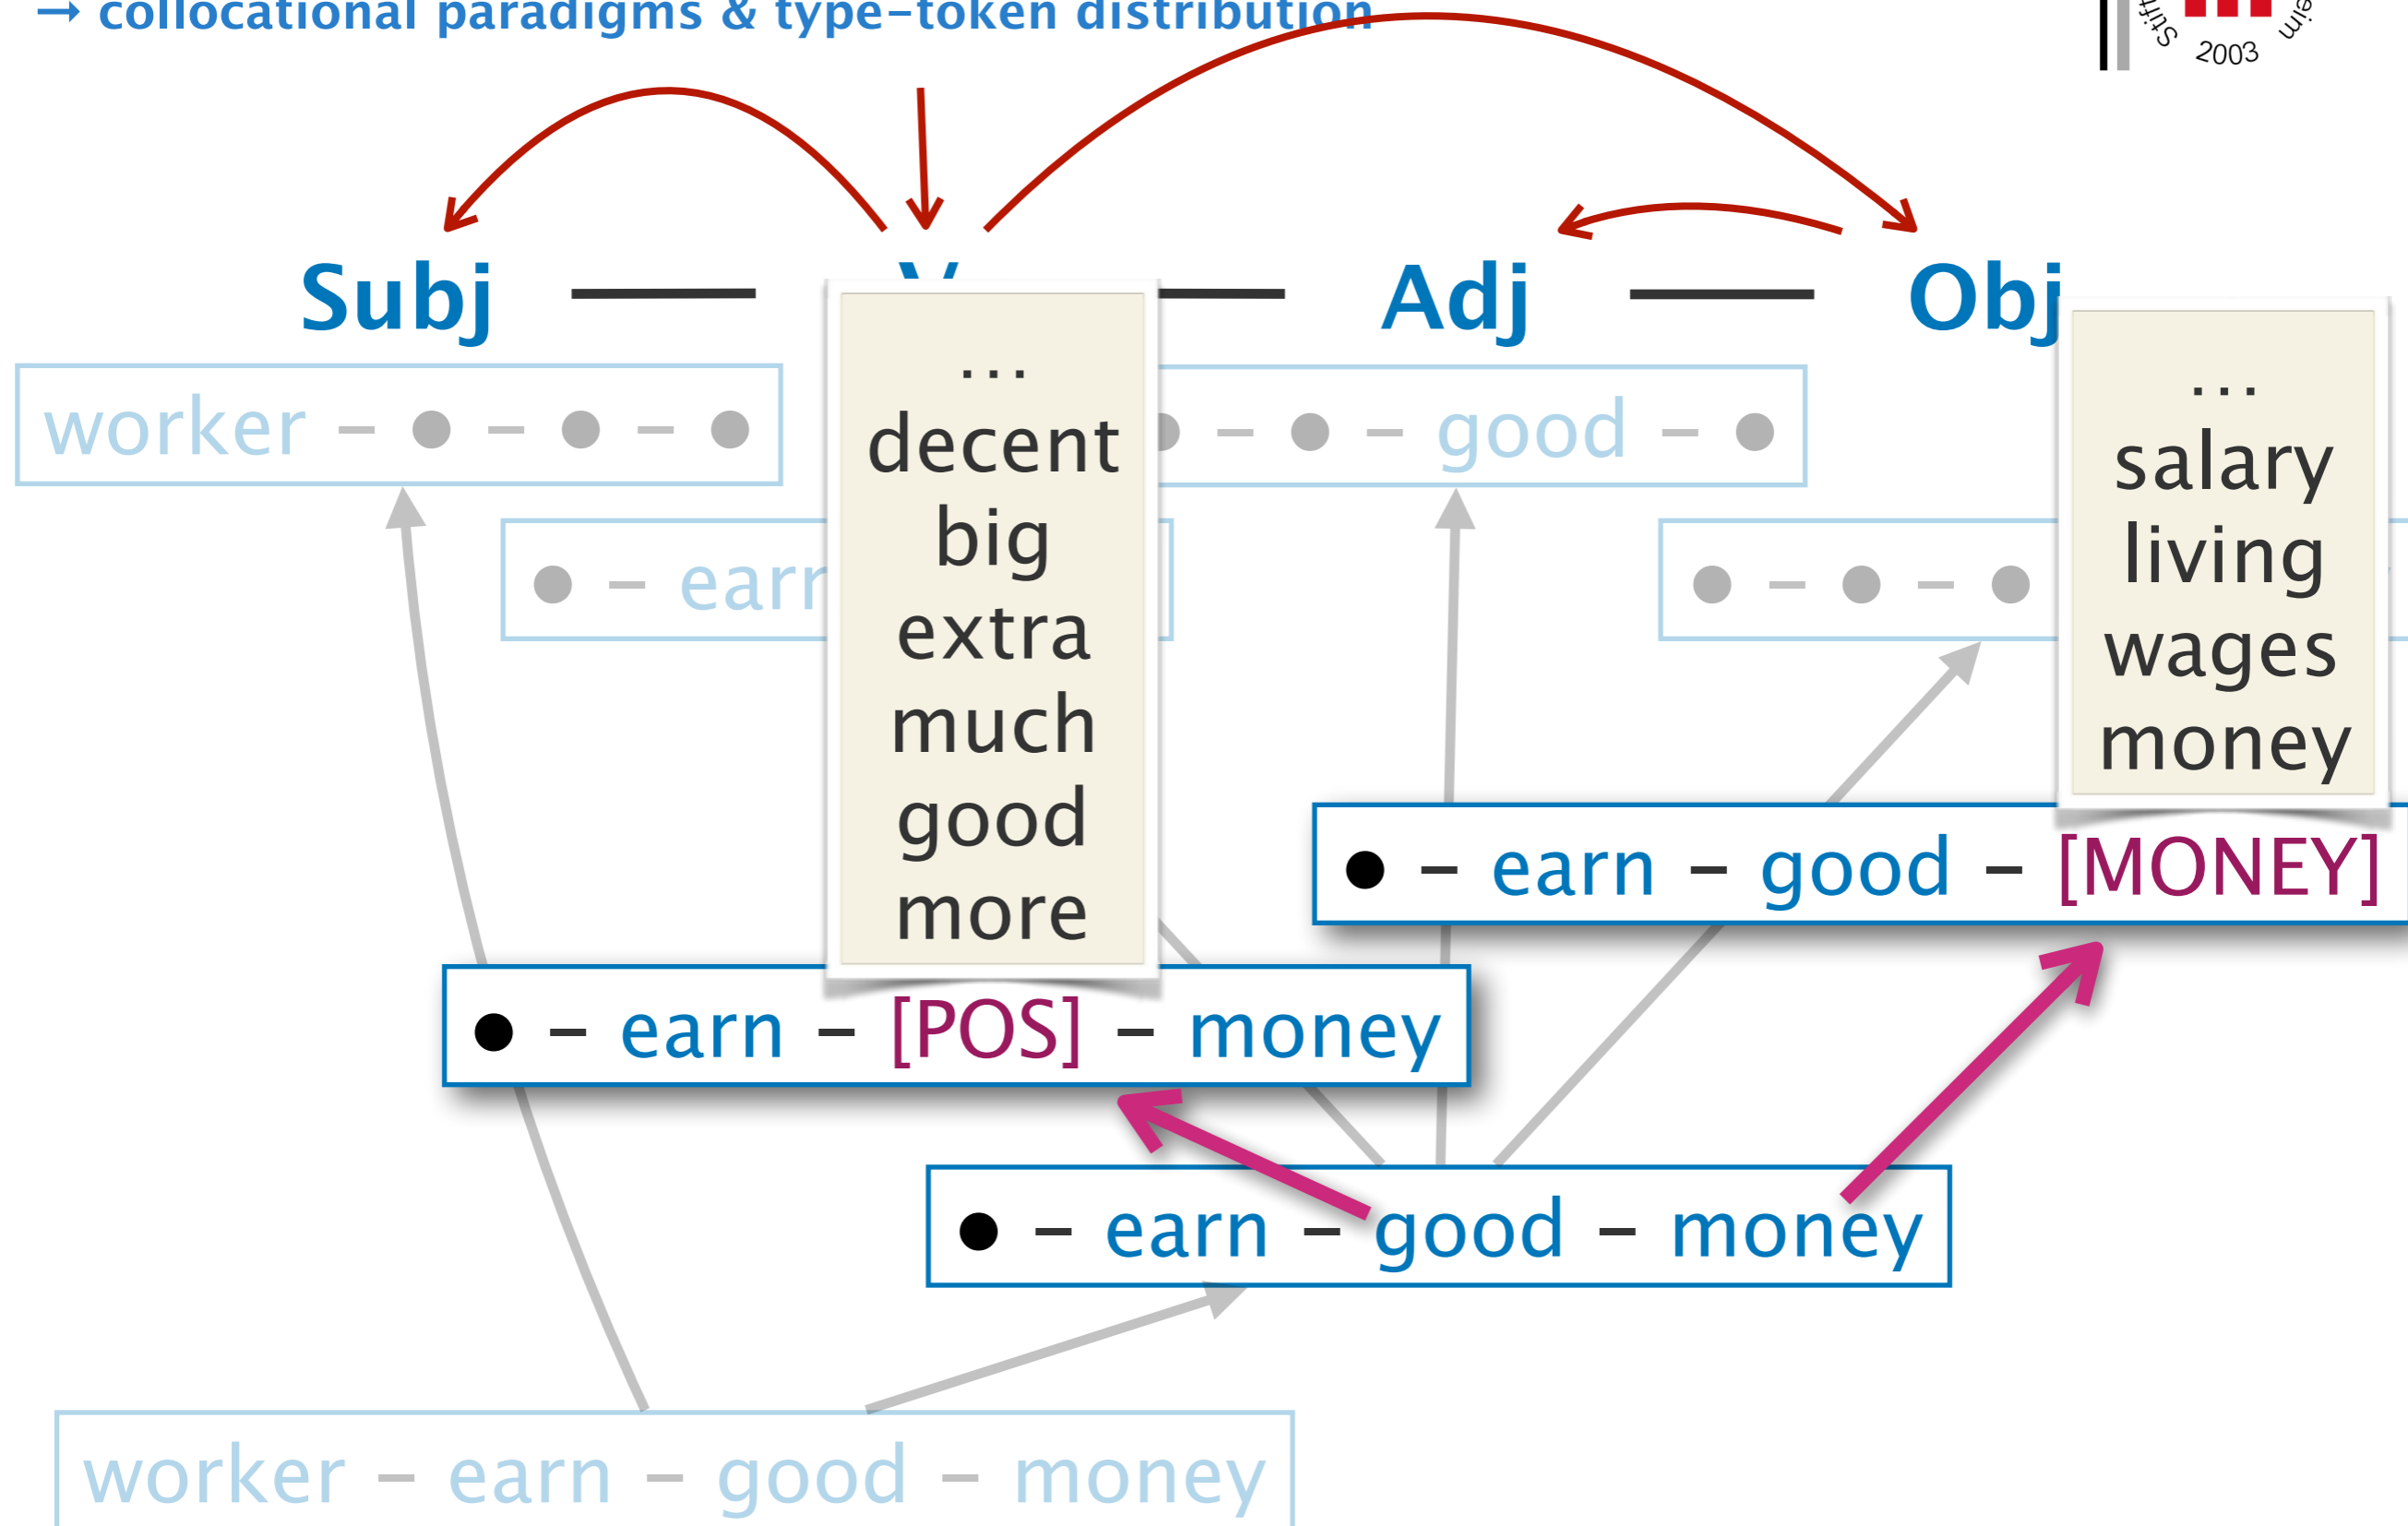 → collocational paradigms & type-token distribution
2003
Subj — V — Adj — Obj
worker – ● – ● – ●
● – ● – good – ●
● – earn
● – ● – ●
...
decent
big
extra
much
good
more
...
salary
living
wages
money
● – earn – good – [MONEY]
● – earn – [POS] – money
● – earn – good – money
worker – earn – good – money